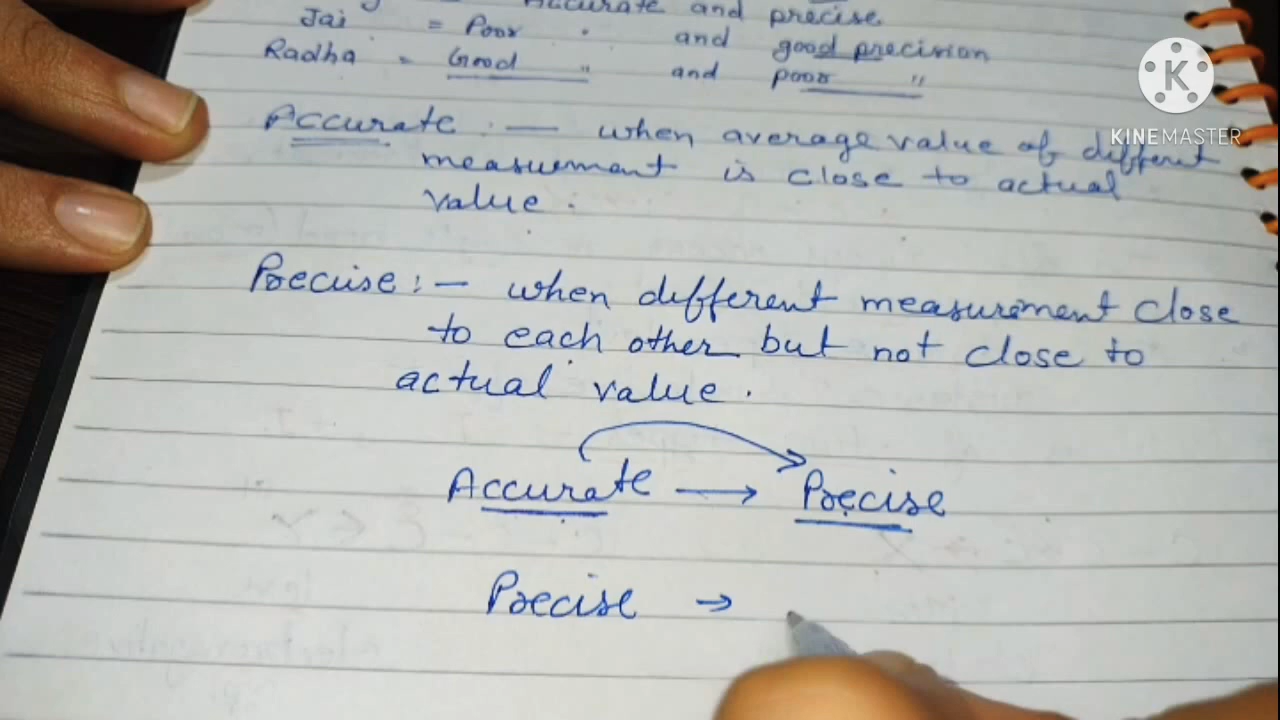 Accurate and precise
Jai = Poor " and good precision
Radha = Good " and poor "
K
KINEMASTER
Accurate :— when average value of different
measuement is close to actual
value.
Precise :— when different measurement close
to each other but not close to
actual value.
Accurate → Precise
Precise →